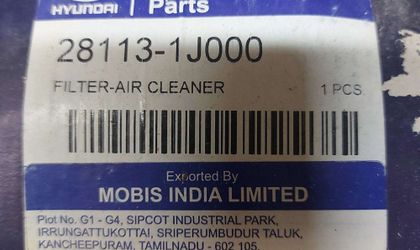 HYUNDAI | Parts
28113-1J000
FILTER-AIR CLEANER 1 PCS
Exported By
MOBIS INDIA LIMITED
Plot No. G1 - G4, SIPCOT INDUSTRIAL PARK,
IRRUNGATTUKOTTAI, SRIPERUMBUDUR TALUK,
KANCHEEPURAM, TAMILNADU - 602 105.